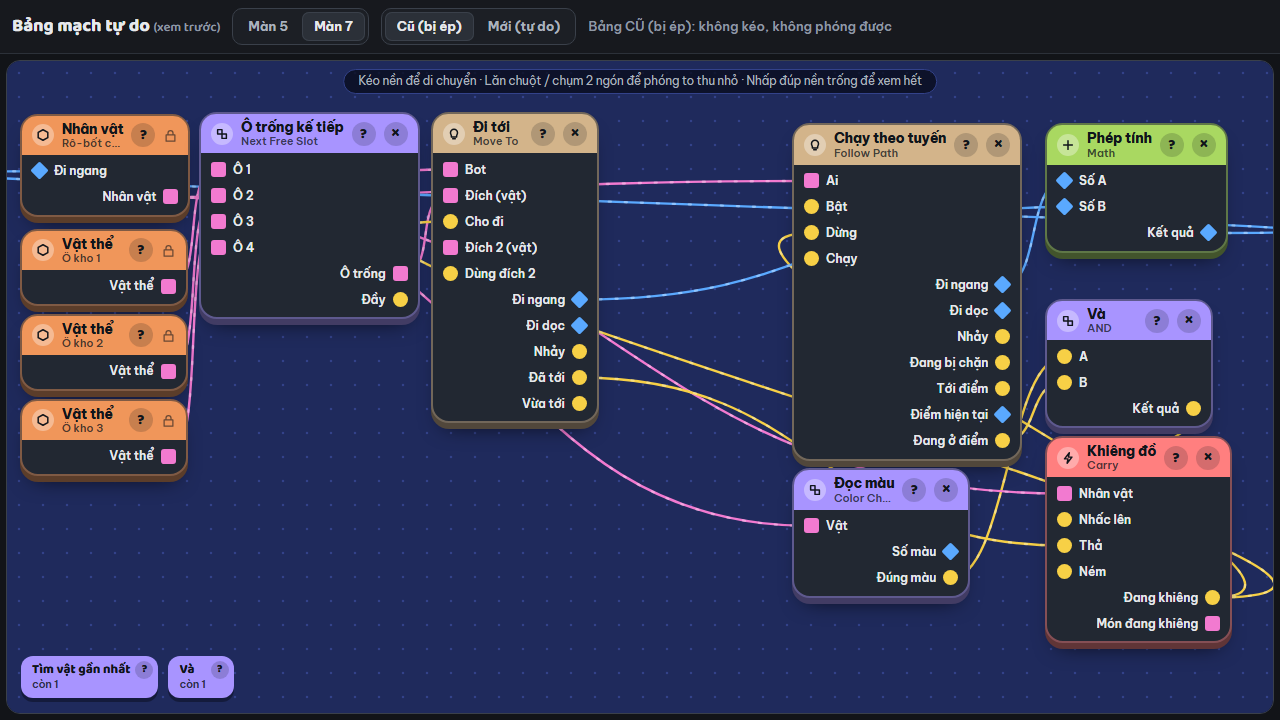 Bảng mạch tự do (xem trước)
Màn 5
Màn 7
Cũ (bị ép)
Mới (tự do)
Bảng CŨ (bị ép): không kéo, không phóng được
Kéo nền để di chuyển · Lăn chuột / chụm 2 ngón để phóng to thu nhỏ · Nhấp đúp nền trống để xem hết
Nhân vật
Rô-bốt c...
?
Đi ngang
Nhân vật
Vật thể
Ô kho 1
?
Vật thể
Vật thể
Ô kho 2
?
Vật thể
Vật thể
Ô kho 3
?
Vật thể
Ô trống kế tiếp
Next Free Slot
?
×
Ô 1
Ô 2
Ô 3
Ô 4
Ô trống
Đầy
Đi tới
Move To
?
×
Bot
Đích (vật)
Cho đi
Đích 2 (vật)
Dùng đích 2
Đi ngang
Đi dọc
Nhảy
Đã tới
Vừa tới
Chạy theo tuyến
Follow Path
?
×
Ai
Bật
Dừng
Chạy
Đi ngang
Đi dọc
Nhảy
Đang bị chặn
Tới điểm
Điểm hiện tại
Đang ở điểm
Đọc màu
Color Ch...
?
×
Vật
Số màu
Đúng màu
Phép tính
Math
?
×
Số A
Số B
Kết quả
Và
AND
?
×
A
B
Kết quả
Khiêng đồ
Carry
?
×
Nhân vật
Nhấc lên
Thả
Ném
Đang khiêng
Món đang khiêng
Tìm vật gần nhất
?
còn 1
Và
?
còn 1